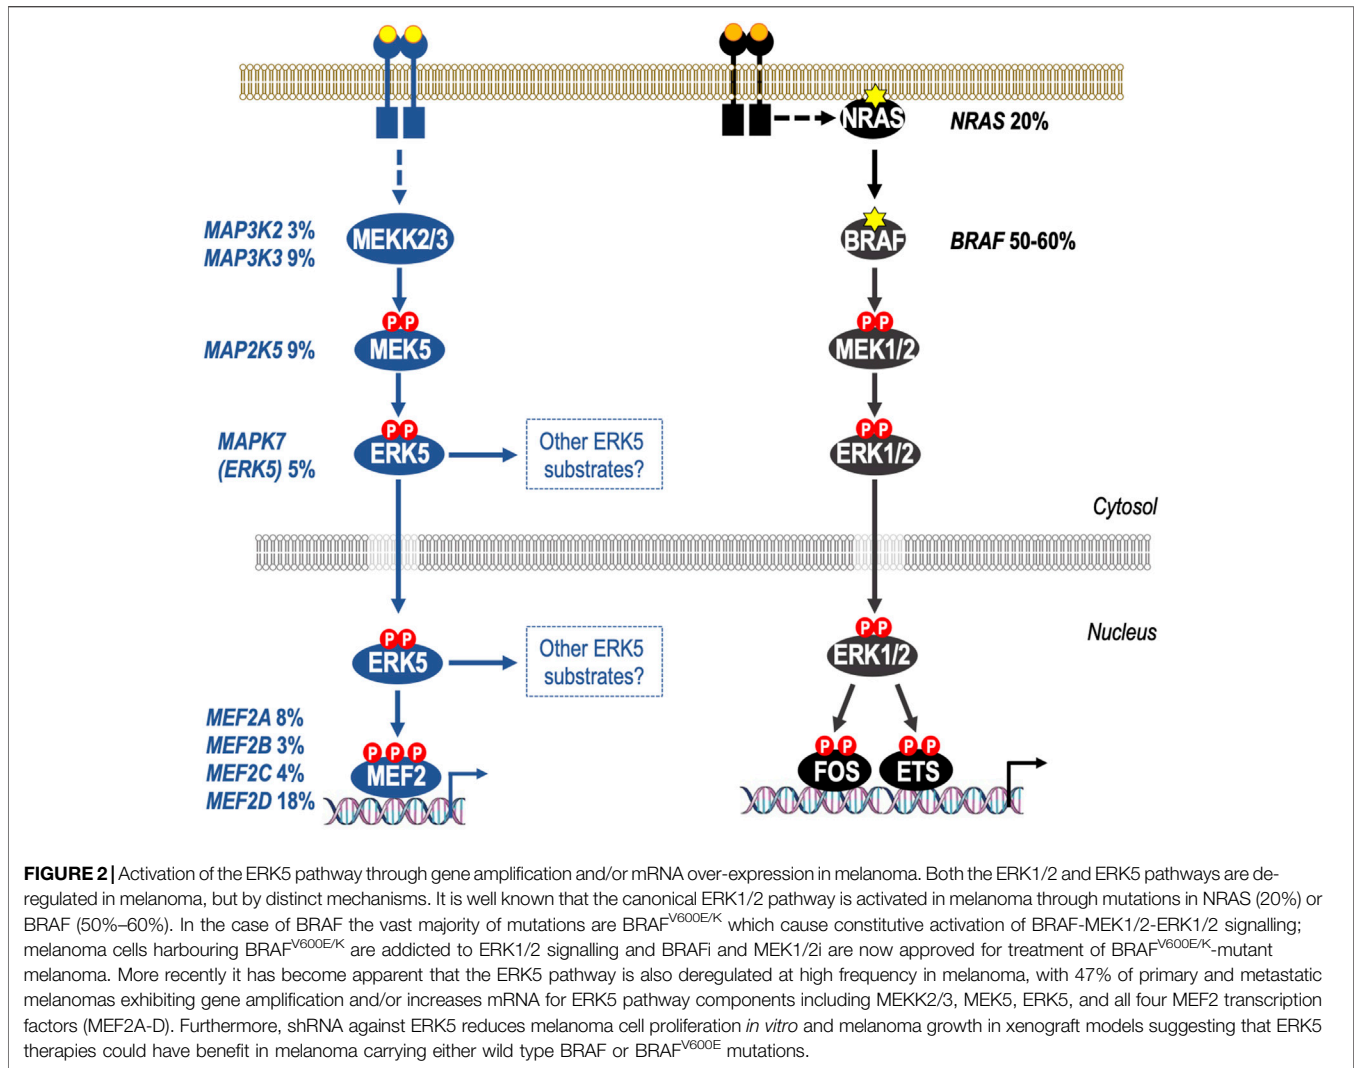 NRAS
NRAS 20%
MAP3K2 3%
MAP3K3 9%
MEKK2/3
BRAF
BRAF 50-60%
P P
P P
MAP2K5 9%
MEK5
MEK1/2
P P
P P
MAPK7
(ERK5) 5%
ERK5
Other ERK5
substrates?
ERK1/2
Cytosol
Nucleus
P P
P P
ERK5
Other ERK5
substrates?
ERK1/2
MEF2A 8%
MEF2B 3%
MEF2C 4%
MEF2D 18%
P P P
MEF2
P P
P P
FOS
ETS
FIGURE 2 | Activation of the ERK5 pathway through gene amplification and/or mRNA over-expression in melanoma. Both the ERK1/2 and ERK5 pathways are de-
regulated in melanoma, but by distinct mechanisms. It is well known that the canonical ERK1/2 pathway is activated in melanoma through mutations in NRAS (20%) or
BRAF (50%–60%). In the case of BRAF the vast majority of mutations are BRAFV600E/K which cause constitutive activation of BRAF-MEK1/2-ERK1/2 signalling;
melanoma cells harbouring BRAFV600E/K are addicted to ERK1/2 signalling and BRAFi and MEK1/2i are now approved for treatment of BRAFV600E/K-mutant
melanoma. More recently it has become apparent that the ERK5 pathway is also deregulated at high frequency in melanoma, with 47% of primary and metastatic
melanomas exhibiting gene amplification and/or increases mRNA for ERK5 pathway components including MEKK2/3, MEK5, ERK5, and all four MEF2 transcription
factors (MEF2A-D). Furthermore, shRNA against ERK5 reduces melanoma cell proliferation in vitro and melanoma growth in xenograft models suggesting that ERK5
therapies could have benefit in melanoma carrying either wild type BRAF or BRAFV600E mutations.